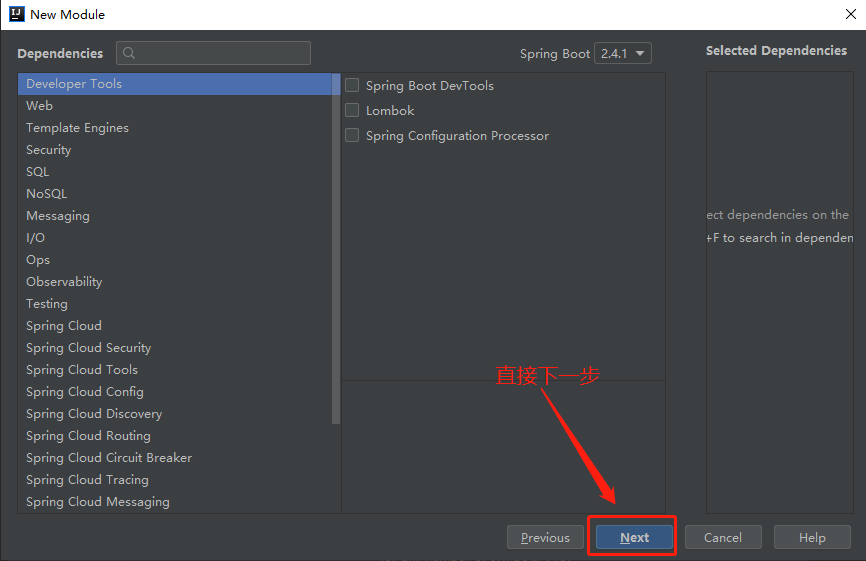 New Module
Dependencies
Spring Boot 2.4.1
Selected Dependencies
Developer Tools
Web
Template Engines
Security
SQL
NoSQL
Messaging
I/O
Ops
Observability
Testing
Spring Cloud
Spring Cloud Security
Spring Cloud Tools
Spring Cloud Config
Spring Cloud Discovery
Spring Cloud Routing
Spring Cloud Circuit Breaker
Spring Cloud Tracing
Spring Cloud Messaging
Spring Boot DevTools
Lombok
Spring Configuration Processor
ect dependencies on the
+F to search in dependen
直接下一步
Previous
Next
Cancel
Help